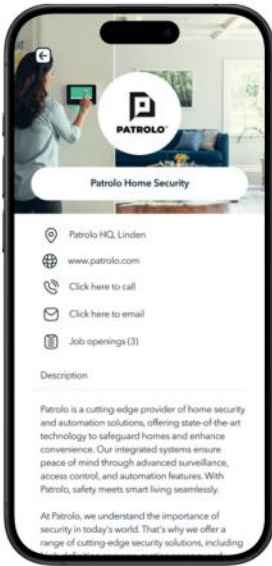 PATROLO™
Patrolo Home Security
Patrolo HQ, Linden
www.patrolo.com
Click here to call
Click here to email
Job openings (3)
Description
Patrolo is a cutting-edge provider of home security
and automation solutions, offering state-of-the-art
technology to safeguard homes and enhance
convenience. Our integrated systems ensure
peace of mind through advanced surveillance,
access control, and automation features. With
Patrolo, safety meets smart living seamlessly.
At Patrolo, we understand the importance of
security in today's world. That's why we offer a
range of cutting-edge security solutions, including